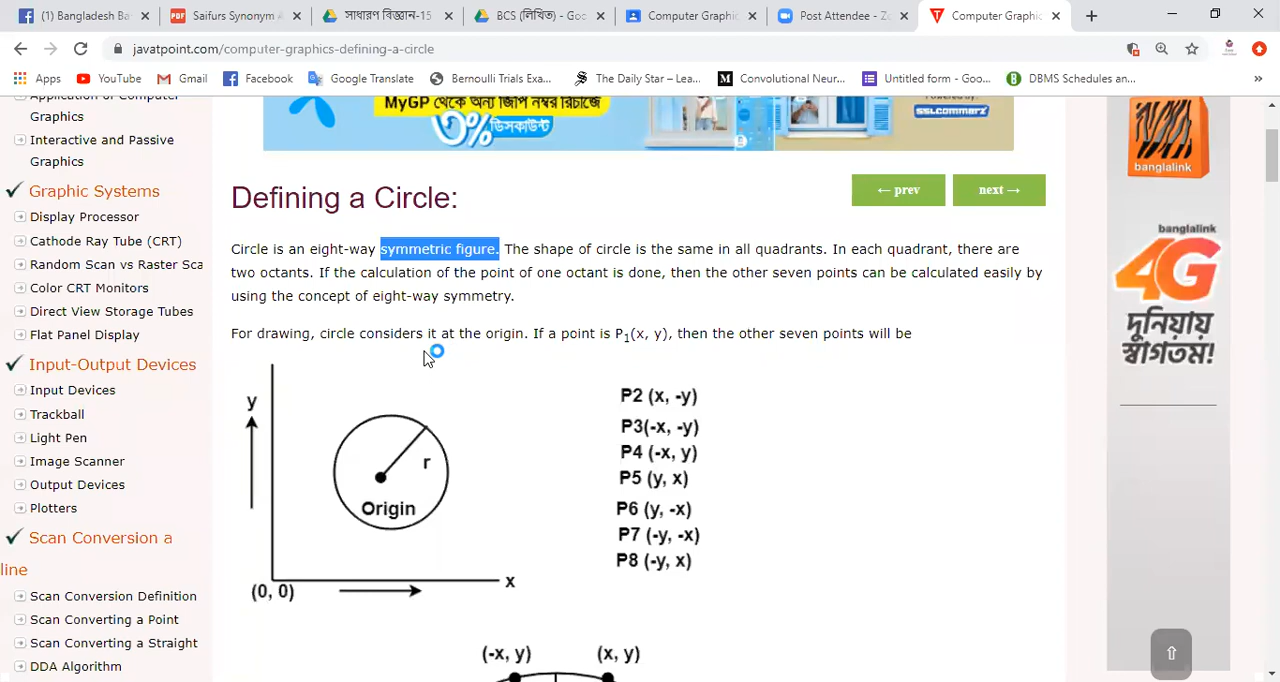 (1) Bangladesh Ba
Saifurs Synonym A
সাধারণ বিজ্ঞান-15
BCS (লিখিত) - Goo
Computer Graphic
Post Attendee - Zo
Computer Graphic
javatpoint.com/computer-graphics-defining-a-circle
Apps
YouTube
Gmail
Facebook
Google Translate
Bernoulli Trials Exa...
The Daily Star – Lea...
Convolutional Neur...
Untitled form - Goo...
DBMS Schedules an...
»
Application of Computer
Graphics
Interactive and Passive
Graphics
Graphic Systems
Display Processor
Cathode Ray Tube (CRT)
Random Scan vs Raster Sca
Color CRT Monitors
Direct View Storage Tubes
Flat Panel Display
Input-Output Devices
Input Devices
Trackball
Light Pen
Image Scanner
Output Devices
Plotters
Scan Conversion a
line
Scan Conversion Definition
Scan Converting a Point
Scan Converting a Straight
DDA Algorithm
MyGP থেকে অন্য জিপি নম্বর রিচার্জে
৩% ডিসকাউন্ট
SSLCOMMERZ
Defining a Circle:
← prev
next →
Circle is an eight-way symmetric figure. The shape of circle is the same in all quadrants. In each quadrant, there are
two octants. If the calculation of the point of one octant is done, then the other seven points can be calculated easily by
using the concept of eight-way symmetry.
For drawing, circle considers it at the origin. If a point is P1(x, y), then the other seven points will be
y
r
Origin
(0, 0)
x
P2 (x, -y)
P3(-x, -y)
P4 (-x, y)
P5 (y, x)
P6 (y, -x)
P7 (-y, -x)
P8 (-y, x)
(-x, y)
(x, y)
banglalink
banglalink
4G
দুনিয়ায়
স্বাগতম!